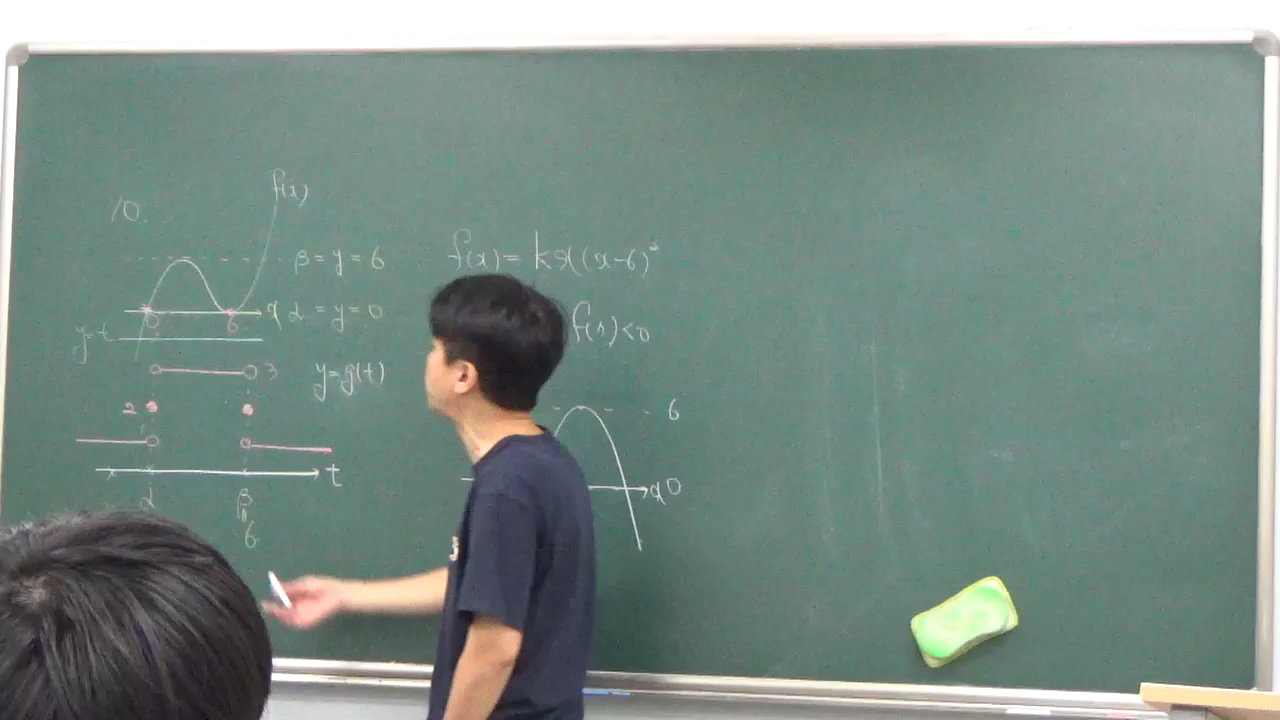 10.
f(x)
β = y = 6
x α = y = 0
0 6
y=t
3
y=g(t)
2
t
α β
6
f(x) = kx(x-6)²
f(x)<0
6
x 0